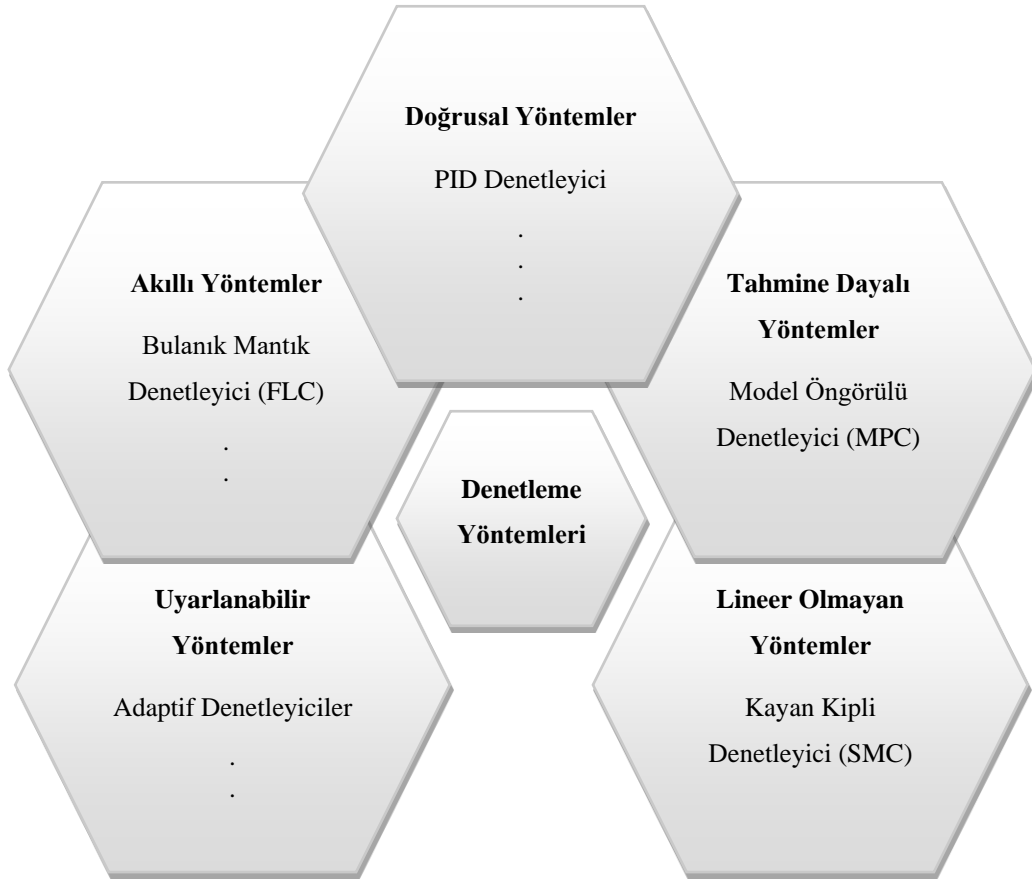 Doğrusal Yöntemler
PID Denetleyici
.
.
.
Akıllı Yöntemler
Bulanık Mantık
Denetleyici (FLC)
.
.
Tahmine Dayalı
Yöntemler
Model Öngörülü
Denetleyici (MPC)
Denetleme
Yöntemleri
Uyarlanabilir
Yöntemler
Adaptif Denetleyiciler
.
.
Lineer Olmayan
Yöntemler
Kayan Kipli
Denetleyici (SMC)